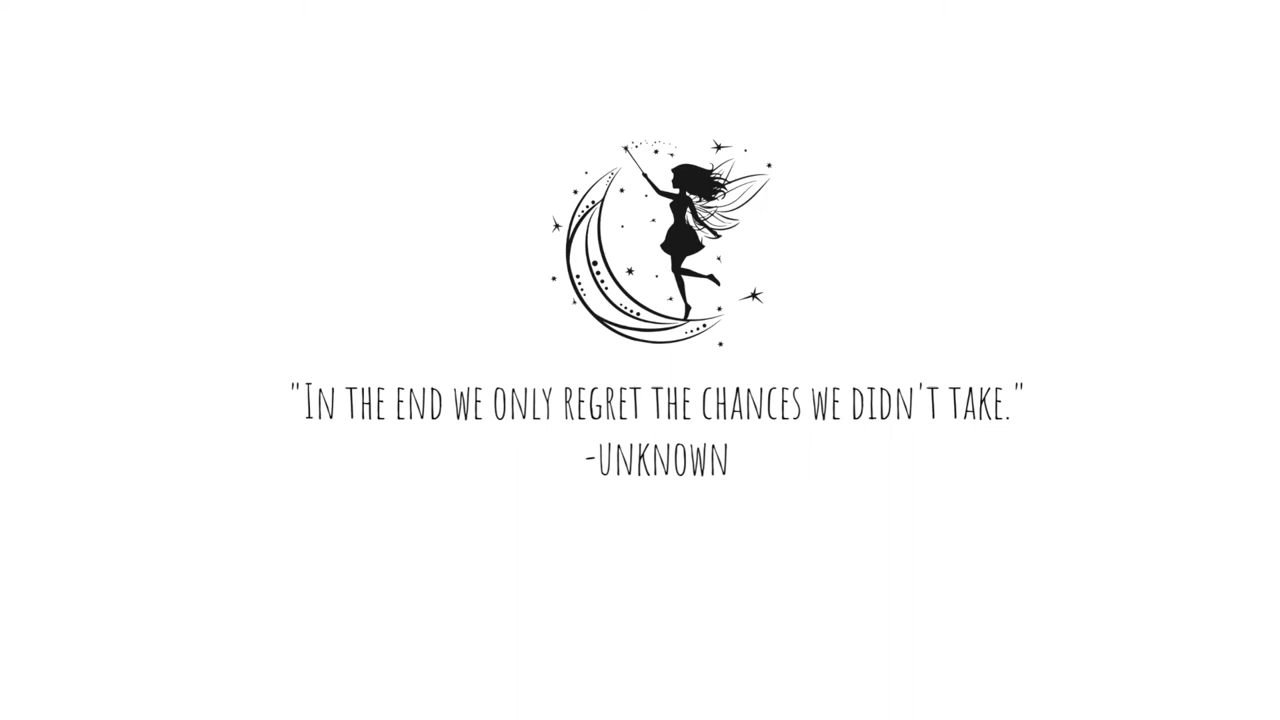 "In the end we only regret the chances we didn't take."
-unknown